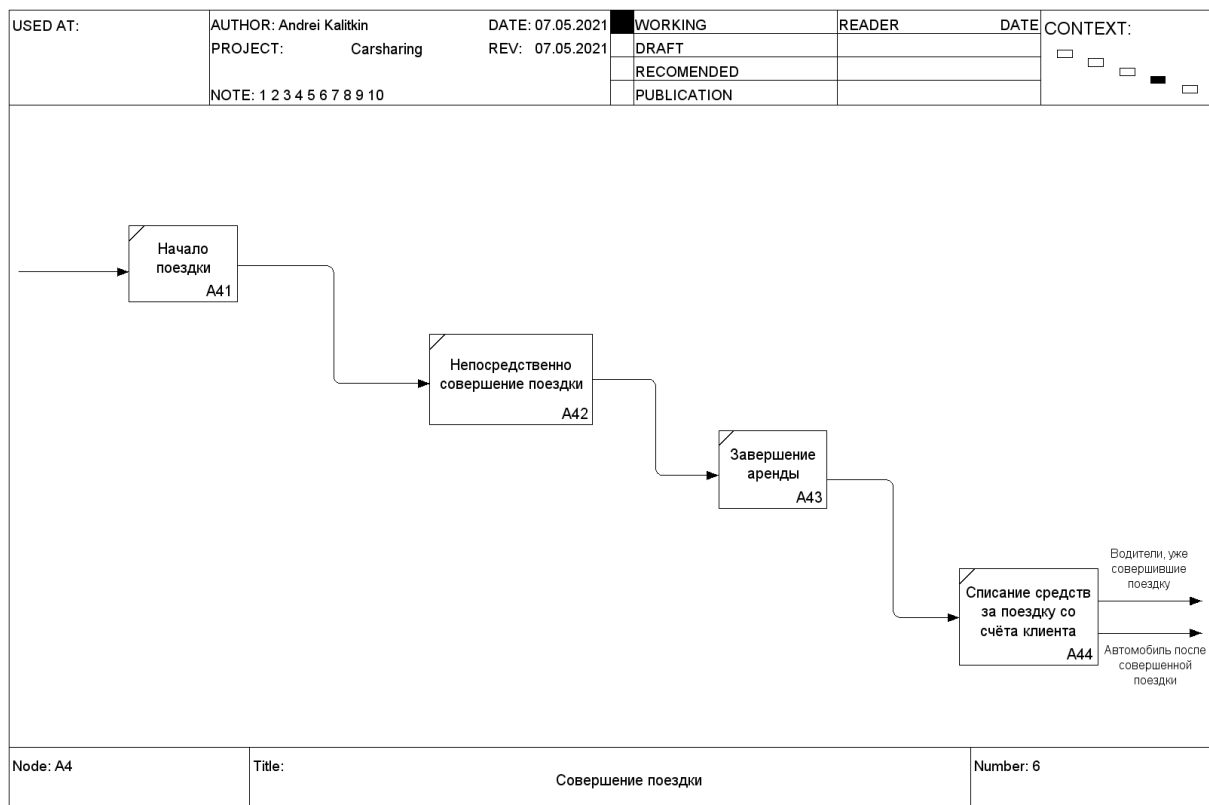 USED AT:
AUTHOR: Andrei Kalitkin
DATE: 07.05.2021
PROJECT: Carsharing
REV: 07.05.2021
NOTE: 1 2 3 4 5 6 7 8 9 10
WORKING
DRAFT
RECOMENDED
PUBLICATION
READER DATE
CONTEXT:
Начало
поездки
A41
Непосредственно
совершение поездки
A42
Завершение
аренды
A43
Списание средств
за поездку со
счёта клиента
A44
Водители, уже
совершившие
поездку
Автомобиль после
совершенной
поездки
Node: A4
Title:
Совершение поездки
Number: 6